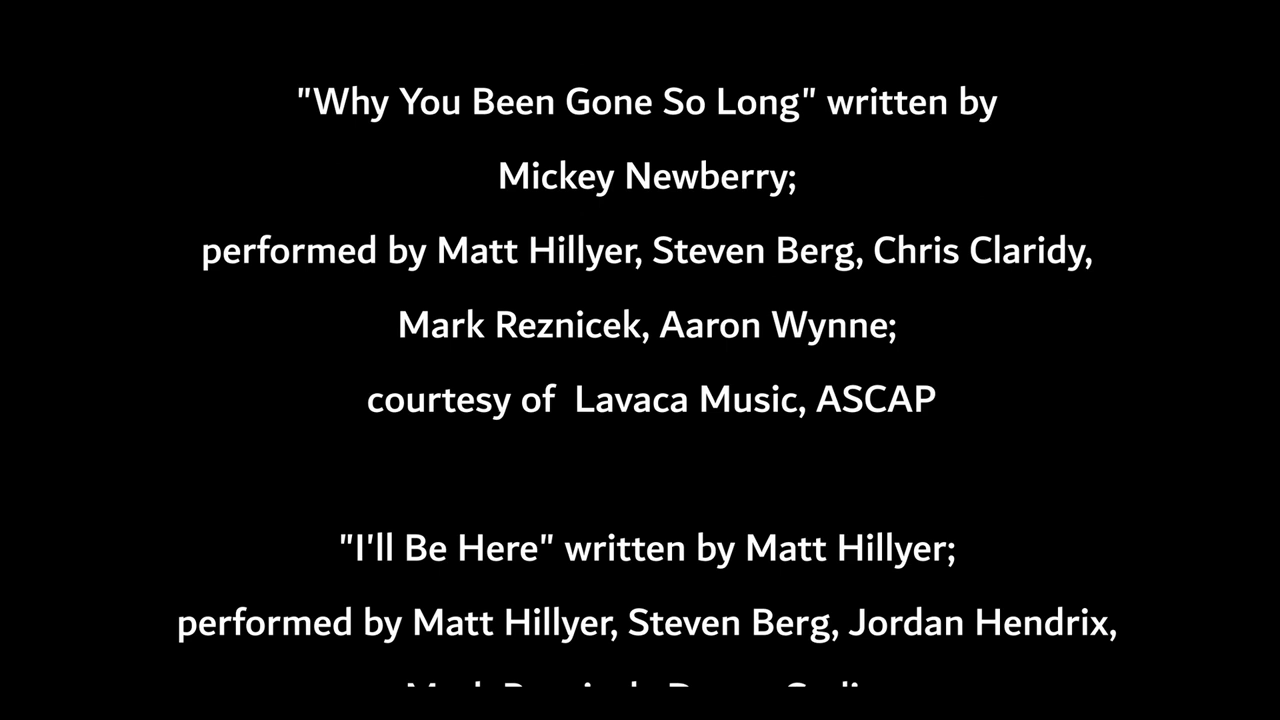 "Why You Been Gone So Long" written by
Mickey Newberry;
performed by Matt Hillyer, Steven Berg, Chris Claridy,
Mark Reznicek, Aaron Wynne;
courtesy of  Lavaca Music, ASCAP
"I'll Be Here" written by Matt Hillyer;
performed by Matt Hillyer, Steven Berg, Jordan Hendrix,